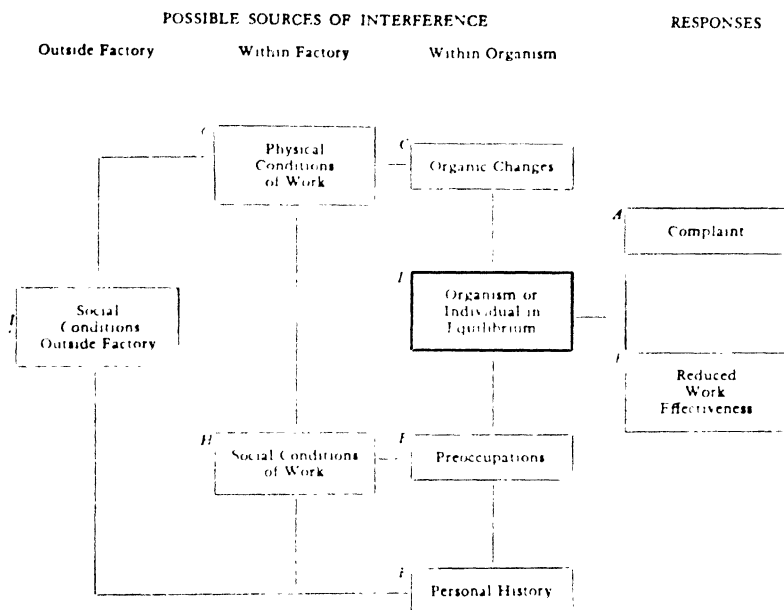 POSSIBLE SOURCES OF INTERFERENCE
RESPONSES
Outside Factory
Within Factory
Within Organism
Physical
Conditions
of Work
C
Organic Changes
A
Complaint
Social
Conditions
Outside Factory
Organism or
Individual in
Equilibrium
Reduced
Work
Effectiveness
H
Social Conditions
of Work
Preoccupations
Personal History